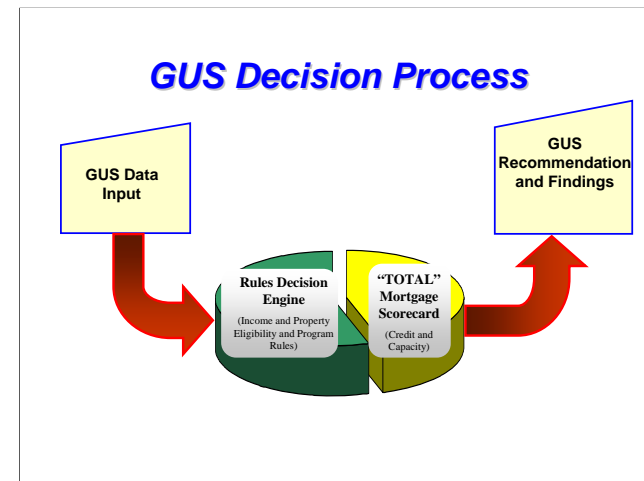 GUS Decision Process
GUS Data
Input
GUS
Recommendation
and Findings
Rules Decision
Engine
(Income and Property
Eligibility and Program
Rules)
“TOTAL”
Mortgage
Scorecard
(Credit and
Capacity)